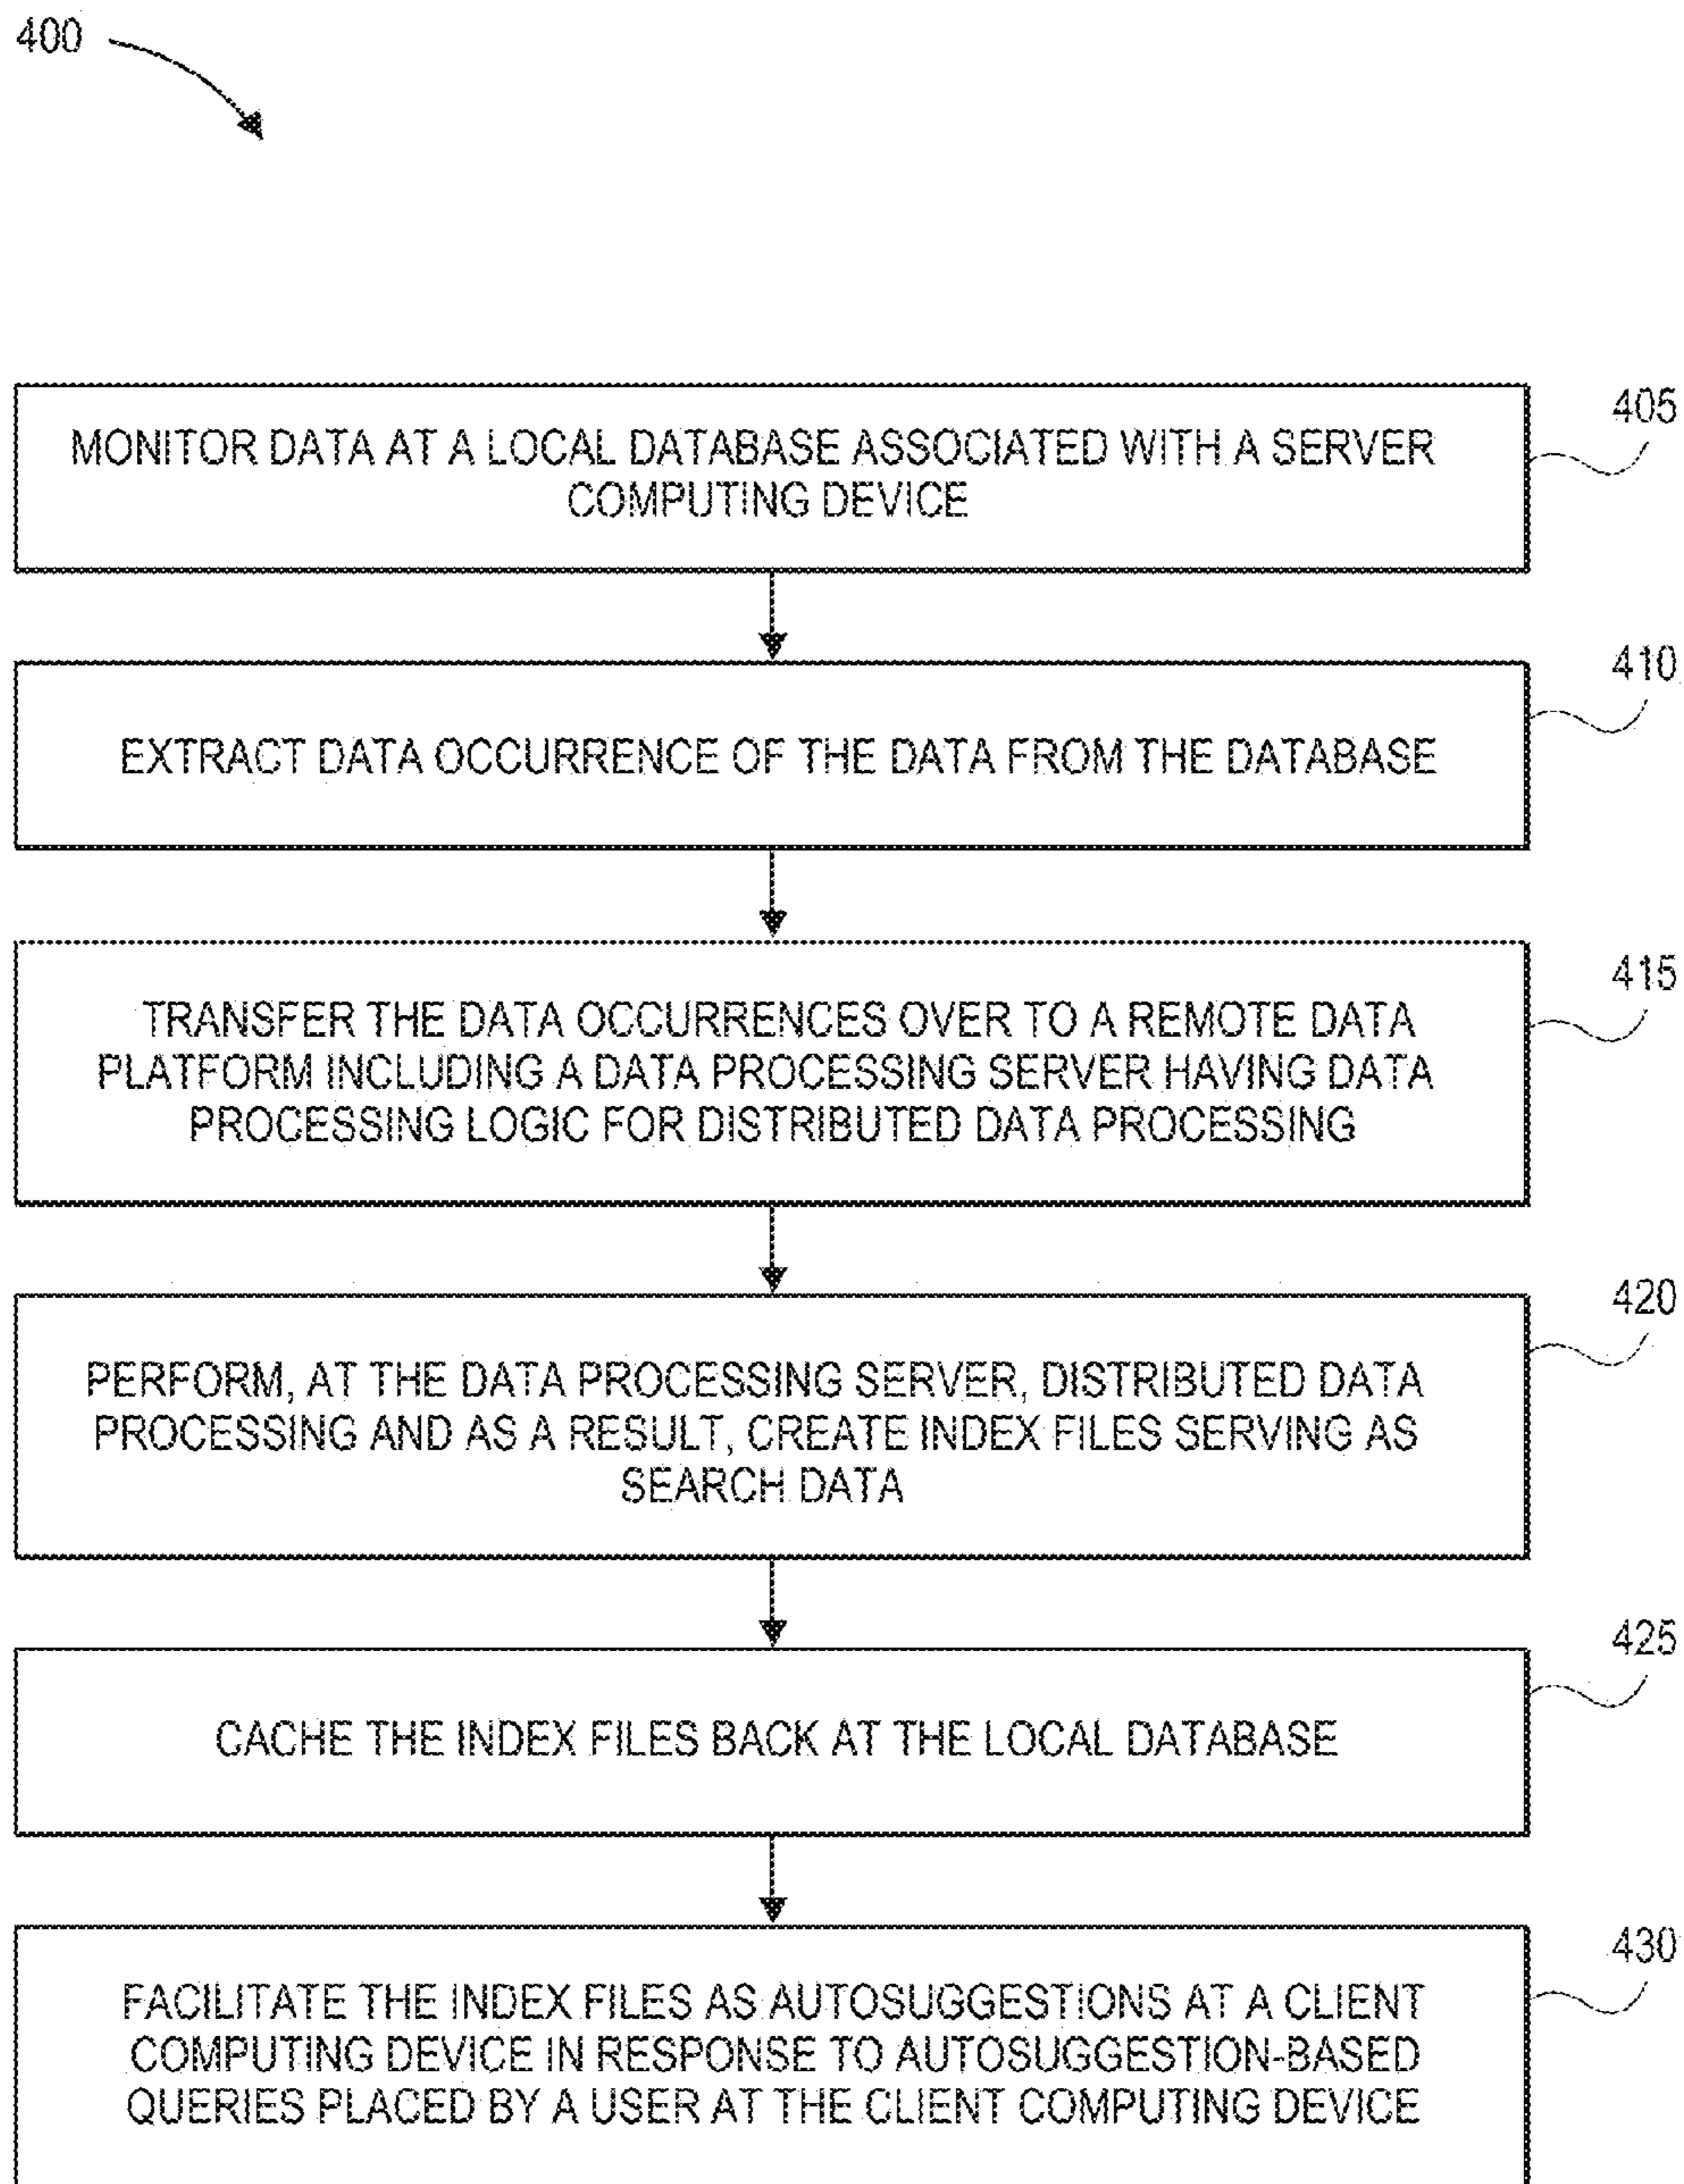 400
405
MONITOR DATA AT A LOCAL DATABASE ASSOCIATED WITH A SERVER
COMPUTING DEVICE
410
EXTRACT DATA OCCURRENCE OF THE DATA FROM THE DATABASE
415
TRANSFER THE DATA OCCURRENCES OVER TO A REMOTE DATA
PLATFORM INCLUDING A DATA PROCESSING SERVER HAVING DATA
PROCESSING LOGIC FOR DISTRIBUTED DATA PROCESSING
420
PERFORM, AT THE DATA PROCESSING SERVER, DISTRIBUTED DATA
PROCESSING AND AS A RESULT, CREATE INDEX FILES SERVING AS
SEARCH DATA
425
CACHE THE INDEX FILES BACK AT THE LOCAL DATABASE
430
FACILITATE THE INDEX FILES AS AUTOSUGGESTIONS AT A CLIENT
COMPUTING DEVICE IN RESPONSE TO AUTOSUGGESTION-BASED
QUERIES PLACED BY A USER AT THE CLIENT COMPUTING DEVICE